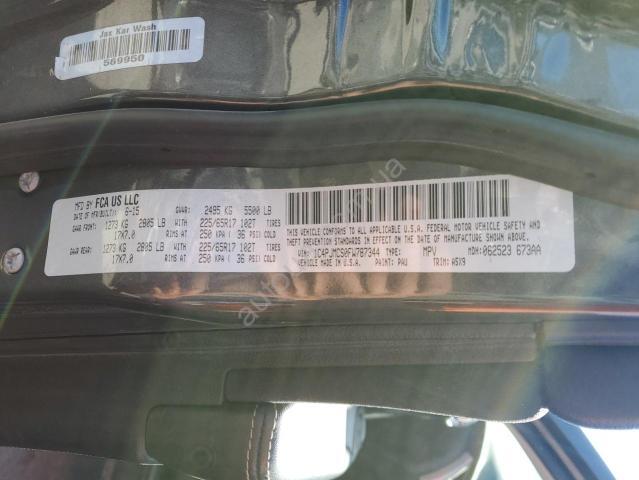 Jax Kar Wash
569950
MFD BY FCA US LLC
DATE OF MFR(BUILT): 6-15 GVWR: 2495 KG 5500 LB
GAWR FRONT: 1273 KG 2805 LB WITH 225/65R17 102T TIRES
17X7.0 RIMS AT 250 KPA ( 36 PSI) COLD
GAWR REAR: 1273 KG 2805 LB WITH 225/65R17 102T TIRES
17X7.0 RIMS AT 250 KPA ( 36 PSI) COLD
THIS VEHICLE CONFORMS TO ALL APPLICABLE U.S.A. FEDERAL MOTOR VEHICLE SAFETY AND
THEFT PREVENTION STANDARDS IN EFFECT ON THE DATE OF MANUFACTURE SHOWN ABOVE.
VIN: 1C4PJMCS0FW787344 TYPE: MPV MDH: 062523 673AA
VEHICLE MADE IN U.S.A. PAINT: PAU TRIM: A5X9